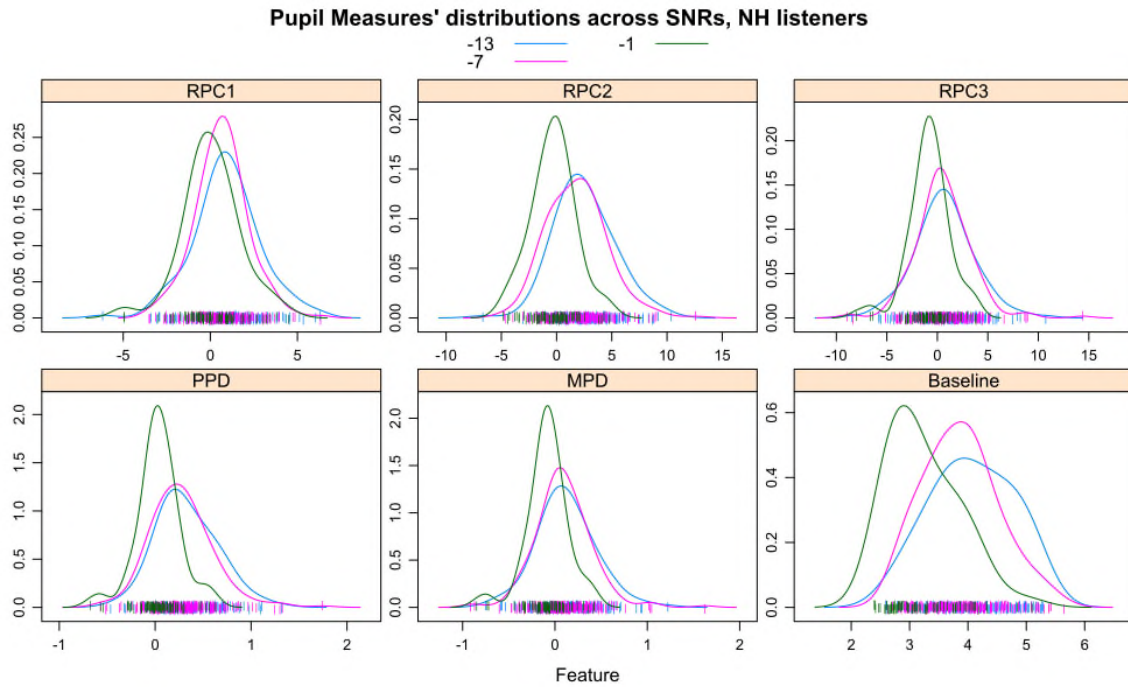 Pupil Measures' distributions across SNRs, NH listeners
-13 -1
-7
RPC1 RPC2 RPC3
0.00 0.05 0.10 0.15 0.20 0.25
-5 0 5
0.00 0.05 0.10 0.15 0.20
-10 -5 0 5 10 15
0.00 0.05 0.10 0.15 0.20
-10 -5 0 5 10 15
PPD MPD Baseline
0.0 0.5 1.0 1.5 2.0
-1 0 1 2
0.0 0.5 1.0 1.5 2.0
-1 0 1 2
0.0 0.2 0.4 0.6
2 3 4 5 6
Feature